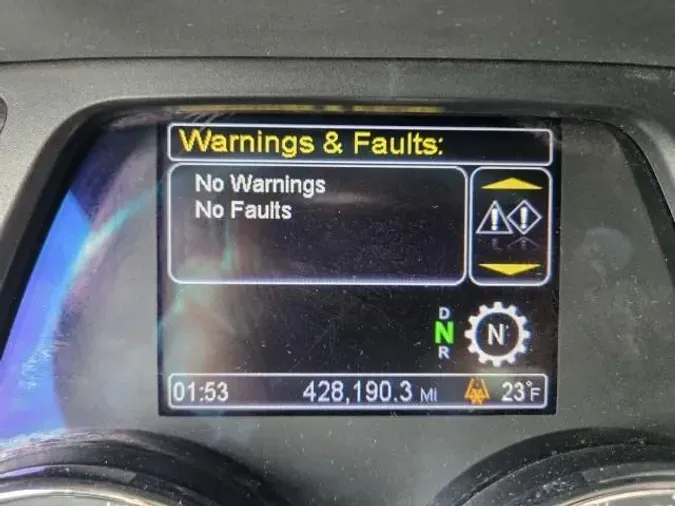 Warnings & Faults:
No Warnings
No Faults
D
N
R
N
01:53 428,190.3 MI 23°F